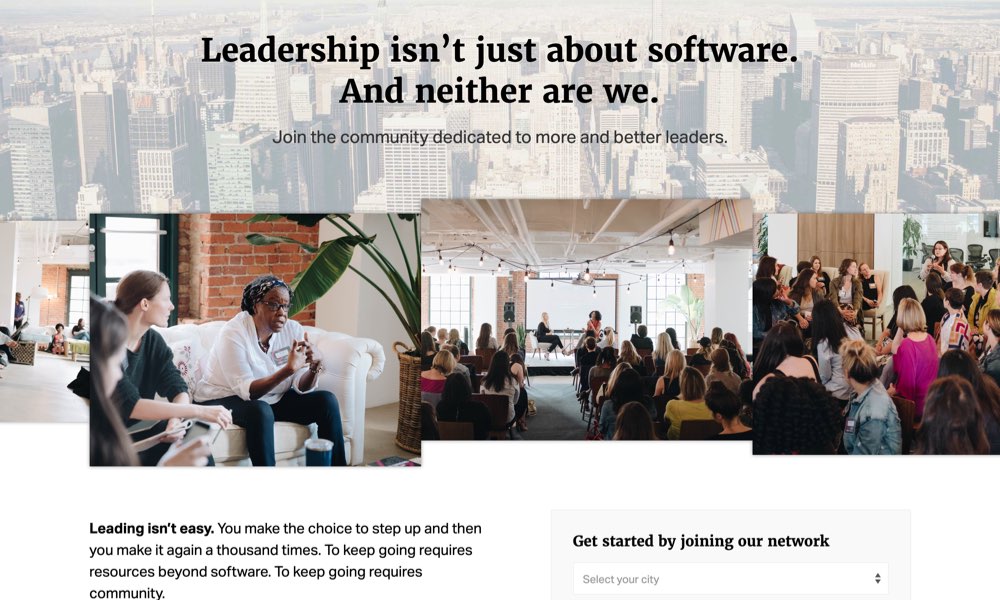 Leadership isn’t just about software.
And neither are we.
Join the community dedicated to more and better leaders.
MetLife
Leading isn’t easy. You make the choice to step up and then
you make it again a thousand times. To keep going requires
resources beyond software. To keep going requires
community.
Get started by joining our network
Select your city